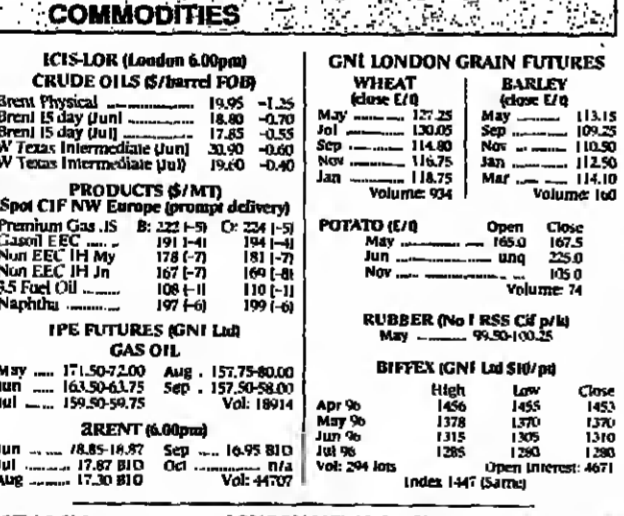 COMMODITIES
ICIS-LOR (London 6.00pm)
CRUDE OILS ($/barrel FOB)
Brent Physical 19.95 -1.25
Brent 15 day (Jun) 18.80 -0.70
Brent 15 day (Jul) 17.85 -0.55
W Texas Intermediate (Jun) 20.90 -0.60
W Texas Intermediate (Jul) 19.60 -0.40
PRODUCTS ($/MT)
Spot CIF NW Europe (prompt delivery)
Premium Gas .15 B: 222 (-5) O: 224 (-5)
Gasoil EEC 191 (-4) 194 (-4)
Non EEC 1H My 178 (-7) 181 (-7)
Non EEC 1H Jn 167 (-7) 169 (-8)
3.5 Fuel Oil 108 (-1) 110 (-1)
Naphtha 197 (-6) 199 (-6)
IPE FUTURES (GNI Ltd)
GAS OIL
May 171.50-72.00 Aug 157.75-80.00
Jun 163.50-63.75 Sep 157.50-58.00
Jul 159.50-59.75 Vol: 18914
BRENT (6.00pm)
Jun 18.85-18.87 Sep 16.95 BID
Jul 17.87 BID Oct n/a
Aug 17.30 BID Vol: 44707
GNI LONDON GRAIN FUTURES
WHEAT BARLEY
(close £/t) (close £/t)
May 127.25 May 113.15
Jul 130.05 Sep 109.25
Sep 114.80 Nov 110.50
Nov 116.75 Jan 112.50
Jan 118.75 Mar 114.10
Volume: 934 Volume: 160
POTATO (£/t) Open Close
May 165.0 167.5
Jun unq 225.0
Nov 105.0
Volume: 74
RUBBER (No 1 RSS Cif p/k)
May 99.50-100.25
BIFFEX (GNI Ltd $10/pt)
High Low Close
Apr 96 1456 1455 1453
May 96 1378 1370 1370
Jun 96 1315 1305 1310
Jul 96 1285 1280 1280
Vol: 294 lots Open Interest: 4671
Index 1447 (Same)